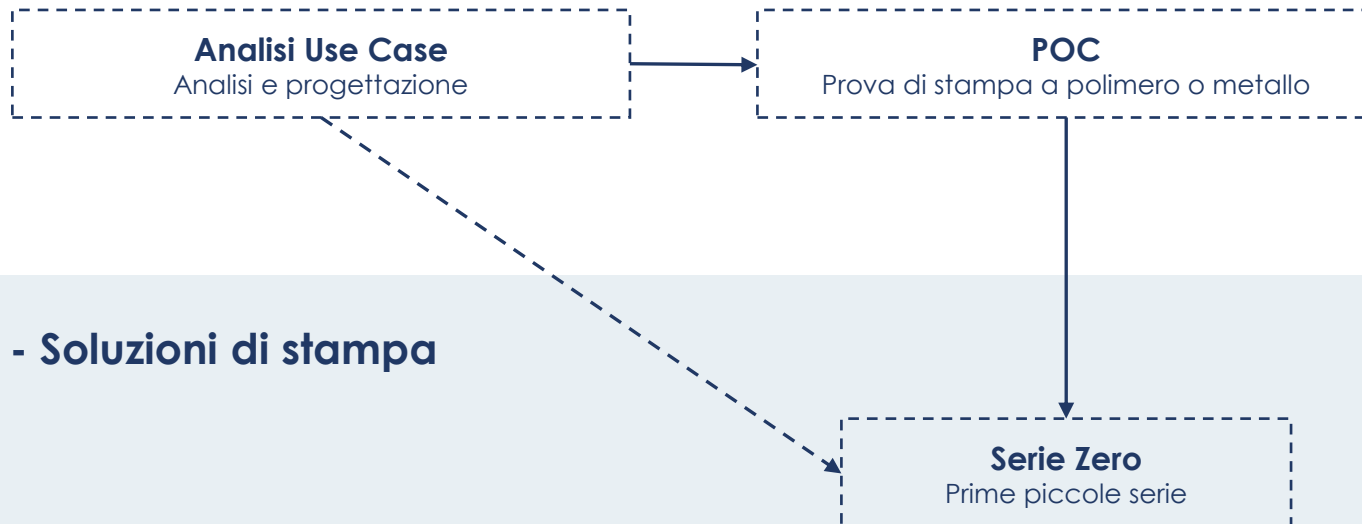 Analisi Use Case
Analisi e progettazione
POC
Prova di stampa a polimero o metallo
- Soluzioni di stampa
Serie Zero
Prime piccole serie